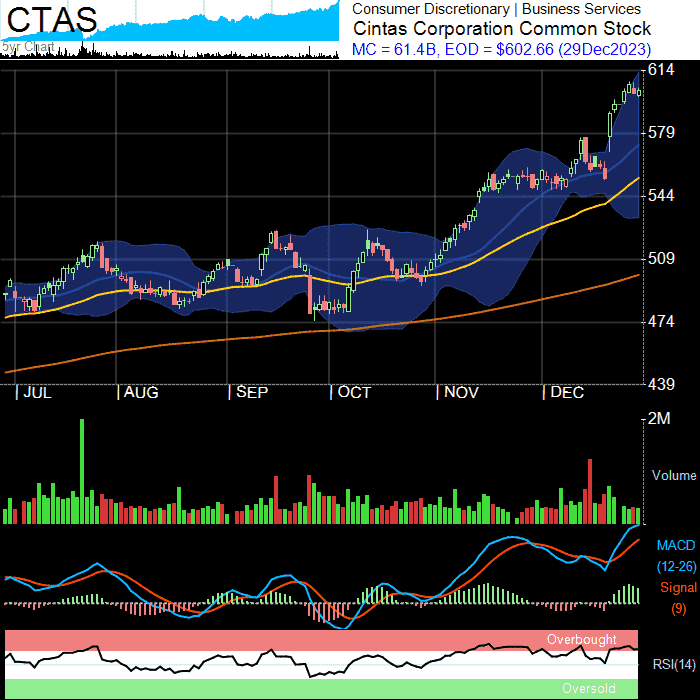 CTAS
5yr Chart
Consumer Discretionary | Business Services
Cintas Corporation Common Stock
MC = 61.4B, EOD = $602.66 (29Dec2023)
614
579
544
509
474
439
| JUL | AUG | SEP | OCT | NOV | DEC
2M
Volume
MACD
(12-26)
Signal
(9)
Overbought
RSI(14)
Oversold